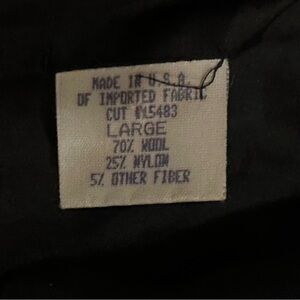 MADE IN U.S.A.
OF IMPORTED FABRIC
CUT #15483
LARGE
70% WOOL
25% NYLON
5% OTHER FIBER